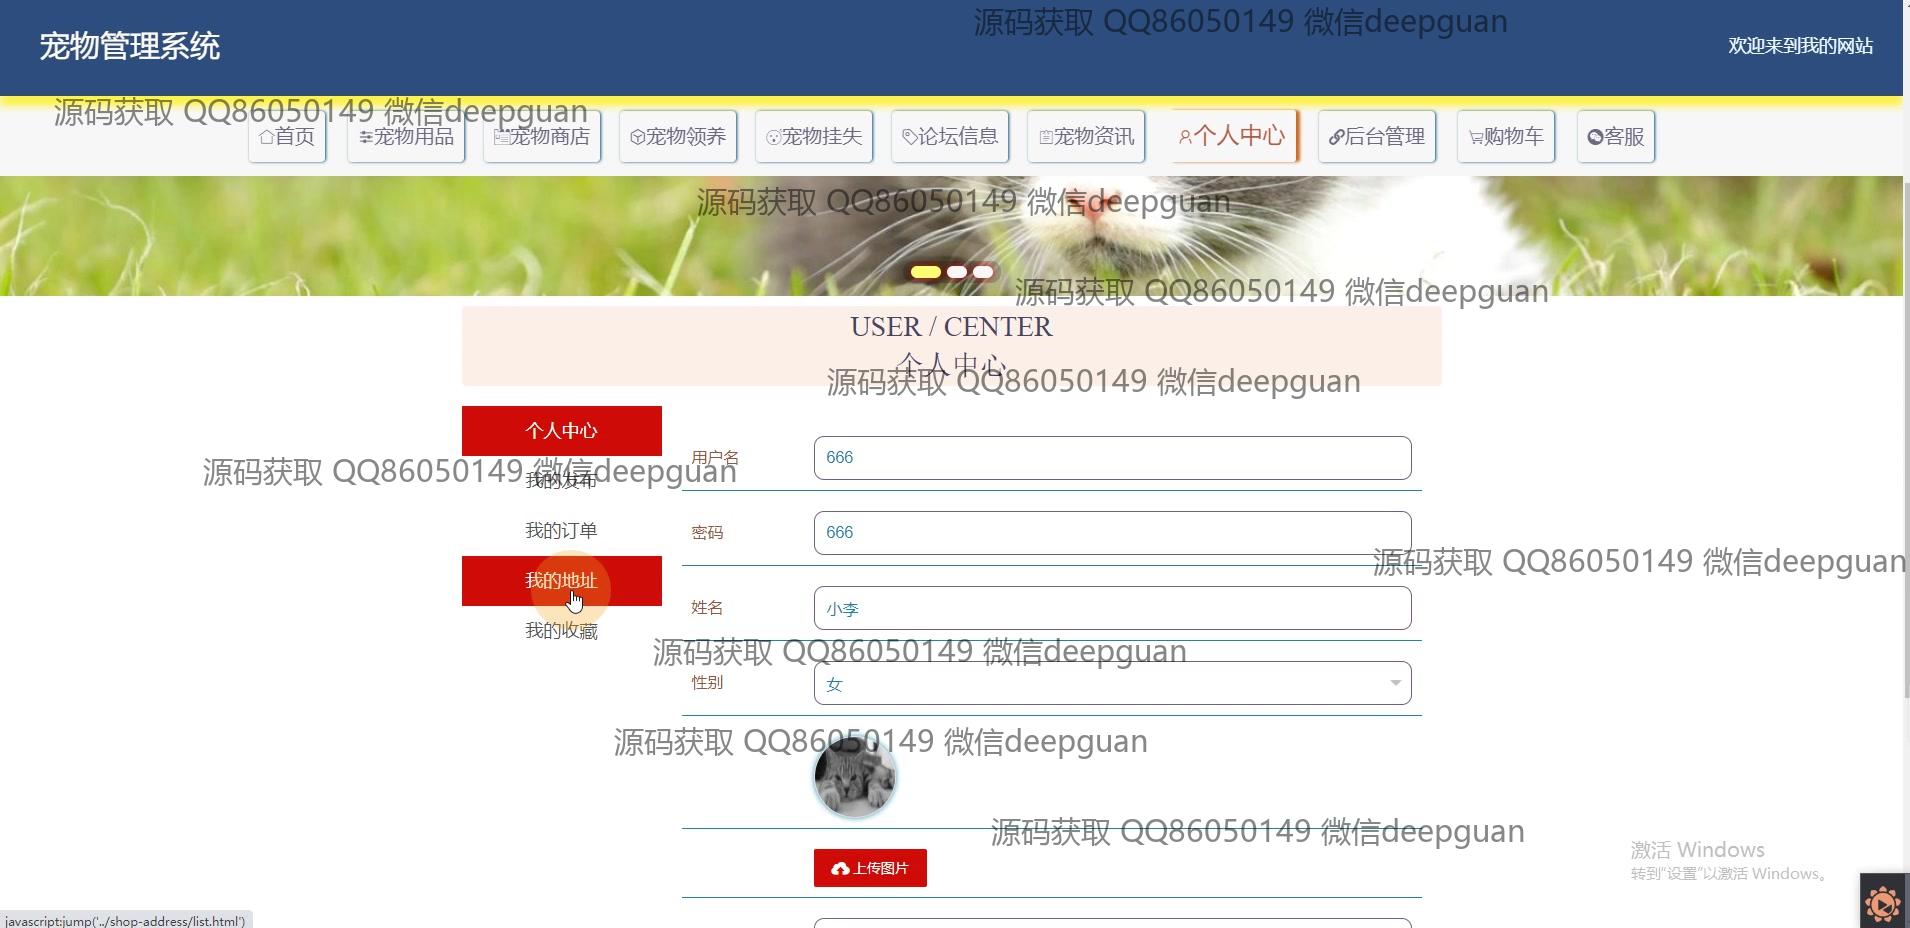 源码获取 QQ86050149 微信deepguan
宠物管理系统
欢迎来到我的网站
源码获取 QQ86050149 微信deepguan
首页 宠物用品 宠物商店 宠物领养 宠物挂失 论坛信息 宠物资讯 个人中心 后台管理 购物车 客服
源码获取 QQ86050149 微信deepguan
源码获取 QQ86050149 微信deepguan
USER / CENTER
个人中心
源码获取 QQ86050149 微信deepguan
个人中心
用户名 666
源码获取 QQ86050149 微信deepguan
我的发布
我的订单
密码 666
源码获取 QQ86050149 微信deepguan
我的地址
姓名 小李
我的收藏
源码获取 QQ86050149 微信deepguan
性别 女
源码获取 QQ86050149 微信deepguan
源码获取 QQ86050149 微信deepguan
激活 Windows
上传图片
转到"设置"以激活 Windows。
javascript:jump('../shop-address/list.html')